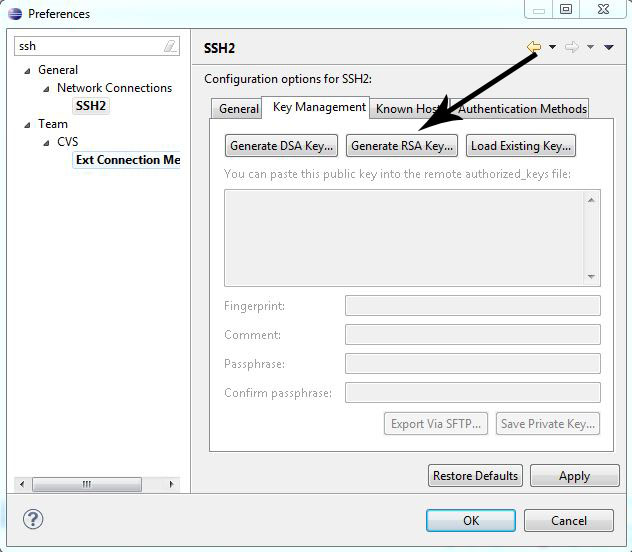 Preferences
ssh
General
Network Connections
SSH2
Team
CVS
Ext Connection Me
SSH2
Configuration options for SSH2:
General
Key Management
Known Host
Authentication Methods
Generate DSA Key...
Generate RSA Key...
Load Existing Key...
You can paste this public key into the remote authorized_keys file:
Fingerprint:
Comment:
Passphrase:
Confirm passphrase:
Export Via SFTP...
Save Private Key...
Restore Defaults
Apply
?
OK
Cancel